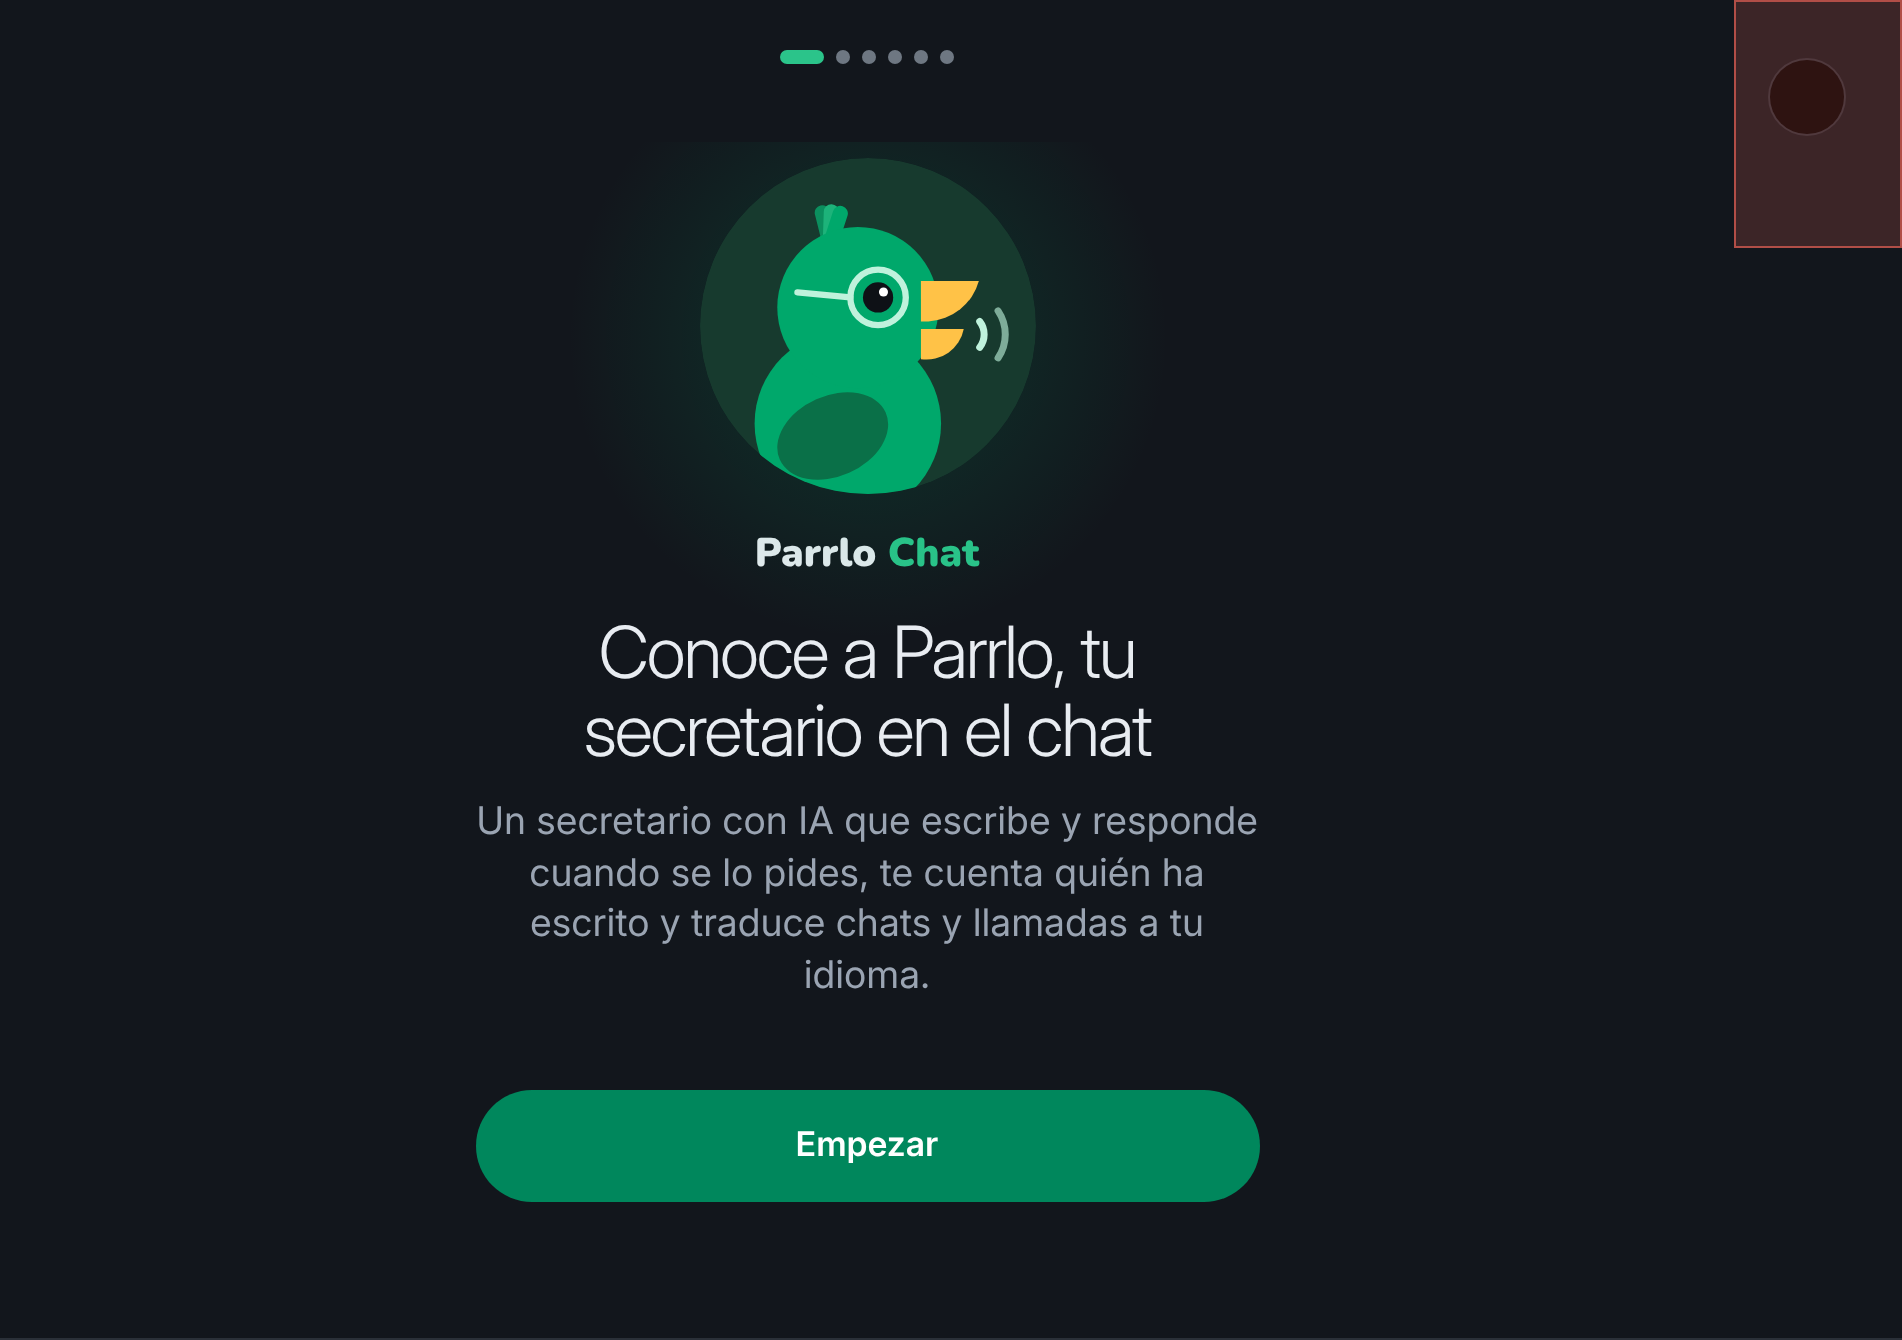 Parrlo Chat
Conoce a Parrlo, tu
secretario en el chat
Un secretario con IA que escribe y responde
cuando se lo pides, te cuenta quién ha
escrito y traduce chats y llamadas a tu
idioma.
Empezar